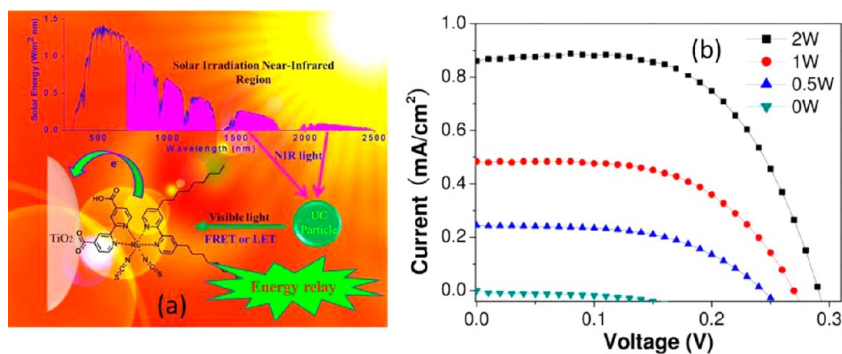 Solar Irradiation Near-Infrared
Region
Solar Energy (W/m² nm)
1.5
1.0
0.5
0.0
500
1000
1500
2000
2500
Wavelength (nm)
NIR light
e
HO
O
O
TiO₂
N
N
N
N
Ru
N
N
C
C
S
S
Visible light
FRET or LET
UC
Particle
Energy relay
(a)
(b)
2W
1W
0.5W
0W
Current (mA/cm²)
1.0
0.8
0.6
0.4
0.2
0.0
0.0
0.1
0.2
0.3
Voltage (V)